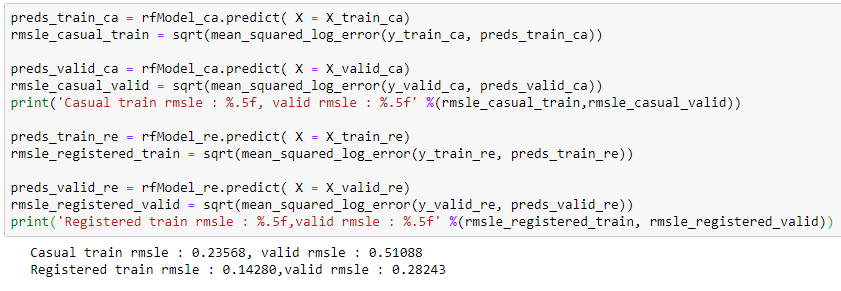 preds_train_ca = rfModel_ca.predict( X = X_train_ca)
rmsle_casual_train = sqrt(mean_squared_log_error(y_train_ca, preds_train_ca))
preds_valid_ca = rfModel_ca.predict( X = X_valid_ca)
rmsle_casual_valid = sqrt(mean_squared_log_error(y_valid_ca, preds_valid_ca))
print('Casual train rmsle : %.5f, valid rmsle : %.5f' %(rmsle_casual_train,rmsle_casual_valid))
preds_train_re = rfModel_re.predict( X = X_train_re)
rmsle_registered_train = sqrt(mean_squared_log_error(y_train_re, preds_train_re))
preds_valid_re = rfModel_re.predict( X = X_valid_re)
rmsle_registered_valid = sqrt(mean_squared_log_error(y_valid_re, preds_valid_re))
print('Registered train rmsle : %.5f,valid rmsle : %.5f' %(rmsle_registered_train, rmsle_registered_valid))
Casual train rmsle : 0.23568, valid rmsle : 0.51088
Registered train rmsle : 0.14280,valid rmsle : 0.28243